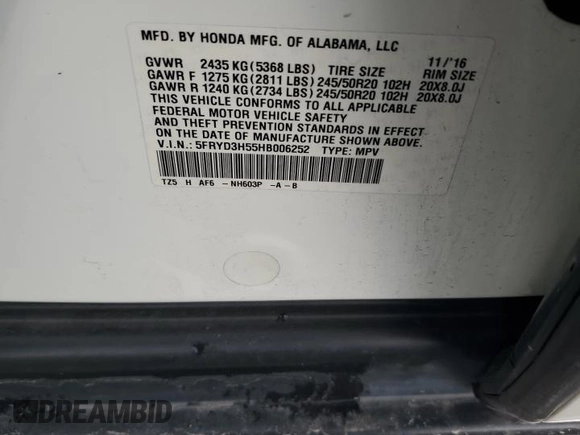 MFD. BY HONDA MFG. OF ALABAMA, LLC
GVWR 2435 KG(5368 LBS) TIRE SIZE 11/'16 RIM SIZE
GAWR F 1275 KG(2811 LBS)245/50R20 102H 20X8.0J
GAWR R 1240 KG(2734 LBS)245/50R20 102H 20X8.0J
THIS VEHICLE CONFORMS TO ALL APPLICABLE
FEDERAL MOTOR VEHICLE SAFETY
AND THEFT PREVENTION STANDARDS IN EFFECT
ON THE DATE OF MANUFACTURE SHOWN ABOVE.
V.I.N.: 5FRYD3H55HB006252 TYPE: MPV
TZ5 H AF6 -NH603P -A-B
DREAMBID